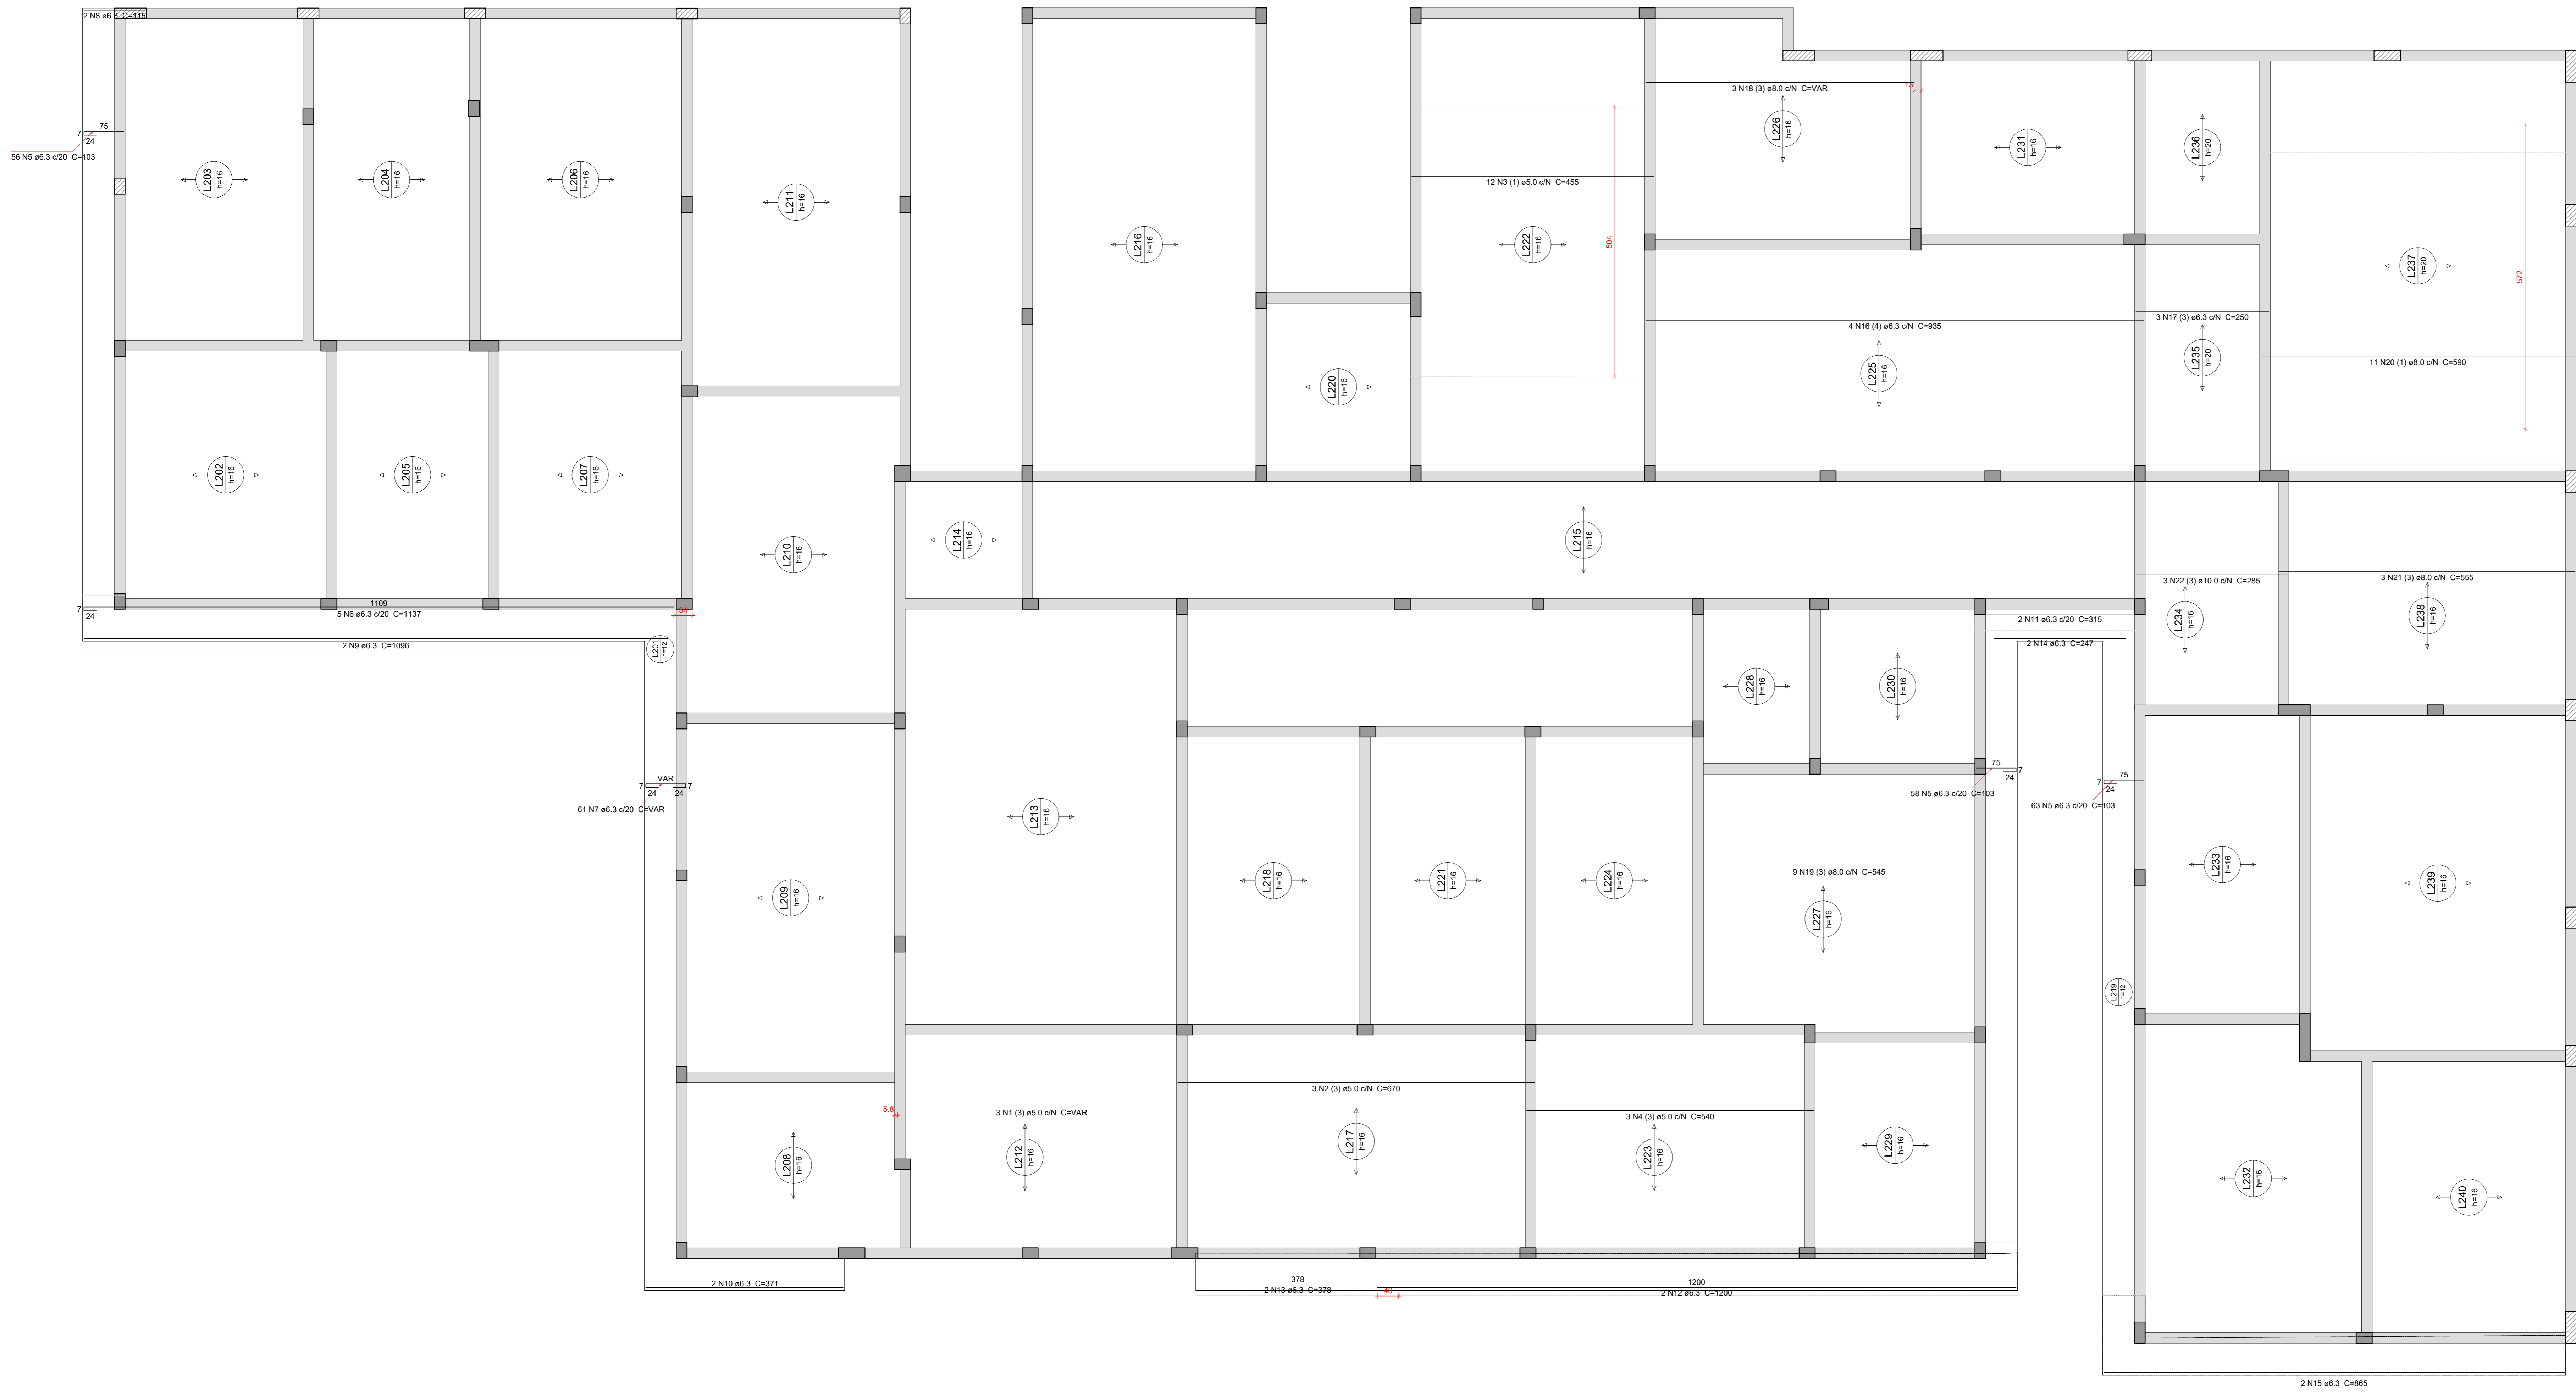 2 N8 ø6.3 C=115
75
7
24
56 N5 ø6.3 c/20 C=103
L203
h=16
L204
h=16
L206
h=16
L211
h=16
L216
h=16
L222
h=16
12 N3 (1) ø5.0 c/N C=455
504
3 N18 (3) ø8.0 c/N C=VAR
13
L226
h=16
L231
h=16
L236
h=20
L237
h=20
572
4 N16 (4) ø6.3 c/N C=935
3 N17 (3) ø6.3 c/N C=250
L235
h=20
11 N20 (1) ø8.0 c/N C=590
L225
h=16
L220
h=16
L202
h=16
L205
h=16
L207
h=16
L210
h=16
L214
h=16
L215
h=16
3 N22 (3) ø10.0 c/N C=285
3 N21 (3) ø8.0 c/N C=555
L234
h=16
L238
h=16
1109
7
24
5 N6 ø6.3 c/20 C=1137
34
2 N9 ø6.3 C=1096
L201
h=12
2 N11 ø6.3 c/20 C=315
2 N14 ø6.3 C=247
L228
h=16
L230
h=16
VAR
7
7
24
24
61 N7 ø6.3 c/20 C=VAR
75
7
24
58 N5 ø6.3 c/20 C=103
75
7
24
63 N5 ø6.3 c/20 C=103
L213
h=16
L209
h=16
L218
h=16
L221
h=16
L224
h=16
9 N19 (3) ø8.0 c/N C=545
L227
h=16
L233
h=16
L239
h=16
L219
h=12
5.8
3 N1 (3) ø5.0 c/N C=VAR
3 N2 (3) ø5.0 c/N C=670
3 N4 (3) ø5.0 c/N C=540
L208
h=16
L212
h=16
L217
h=16
L223
h=16
L229
h=16
L232
h=16
L240
h=16
2 N10 ø6.3 C=371
378
2 N13 ø6.3 C=378
40
1200
2 N12 ø6.3 C=1200
2 N15 ø6.3 C=865